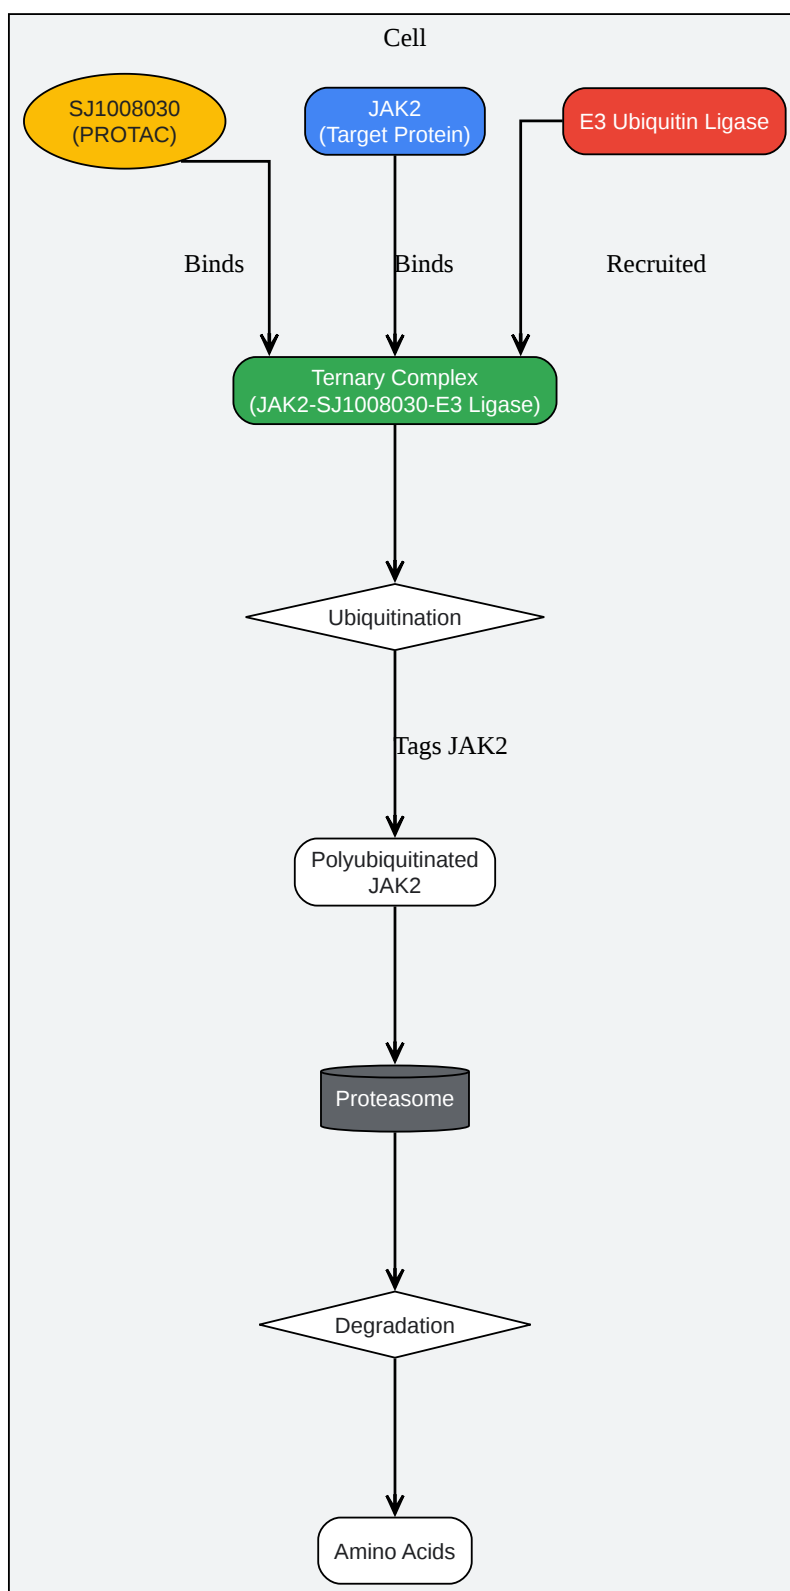 Cell
SJ1008030
(PROTAC)
JAK2
(Target Protein)
E3 Ubiquitin Ligase
Binds
Binds
Recruited
Ternary Complex
(JAK2-SJ1008030-E3 Ligase)
Ubiquitination
Tags JAK2
Polyubiquitinated
JAK2
Proteasome
Degradation
Amino Acids